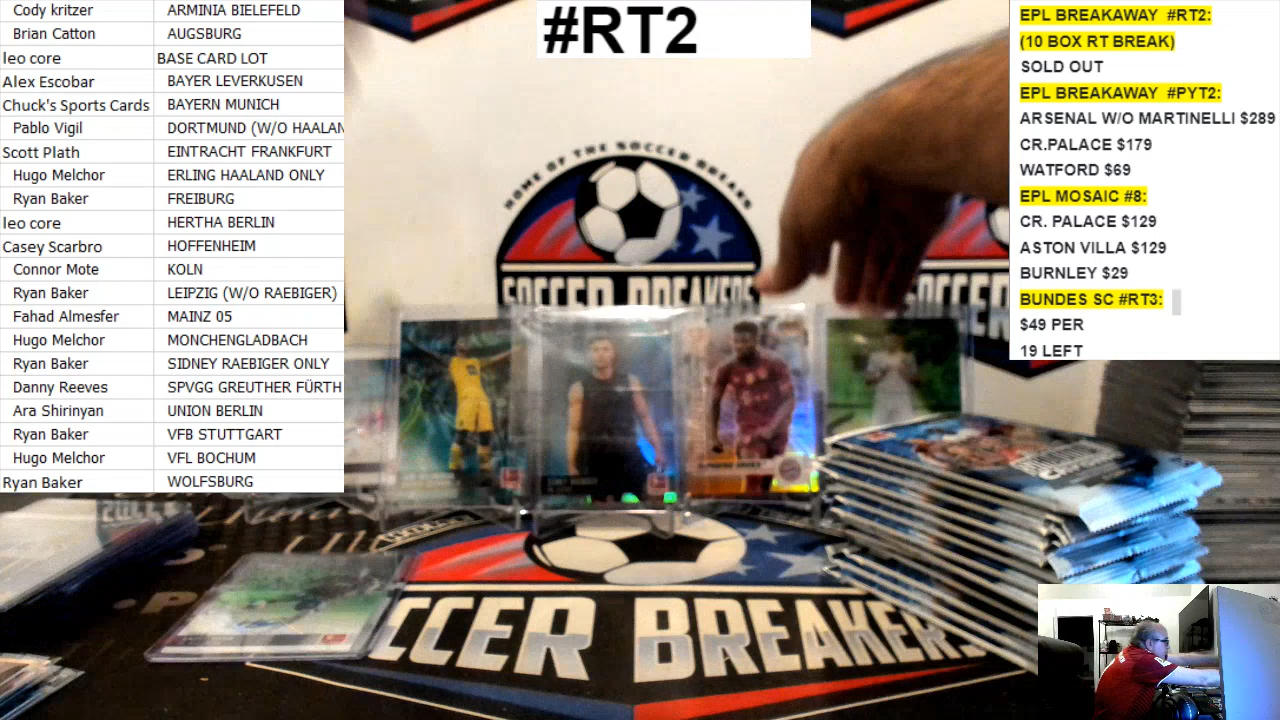 Cody kritzer ARMINIA BIELEFELD
Brian Catton AUGSBURG
leo core BASE CARD LOT
Alex Escobar BAYER LEVERKUSEN
Chuck's Sports Cards BAYERN MUNICH
Pablo Vigil DORTMUND (W/O HAALAN
Scott Plath EINTRACHT FRANKFURT
Hugo Melchor ERLING HAALAND ONLY
Ryan Baker FREIBURG
leo core HERTHA BERLIN
Casey Scarbro HOFFENHEIM
Connor Mote KOLN
Ryan Baker LEIPZIG (W/O RAEBIGER)
Fahad Almesfer MAINZ 05
Hugo Melchor MONCHENGLADBACH
Ryan Baker SIDNEY RAEBIGER ONLY
Danny Reeves SPVGG GREUTHER FÜRTH
Ara Shirinyan UNION BERLIN
Ryan Baker VFB STUTTGART
Hugo Melchor VFL BOCHUM
Ryan Baker WOLFSBURG
#RT2
EPL BREAKAWAY #RT2:
(10 BOX RT BREAK)
SOLD OUT
EPL BREAKAWAY #PYT2:
ARSENAL W/O MARTINELLI $289
CR.PALACE $179
WATFORD $69
EPL MOSAIC #8:
CR. PALACE $129
ASTON VILLA $129
BURNLEY $29
BUNDES SC #RT3:
$49 PER
19 LEFT
HOME OF THE SOCCER BREAKS
SOCCER BREAKERS
CCER BREAKERS